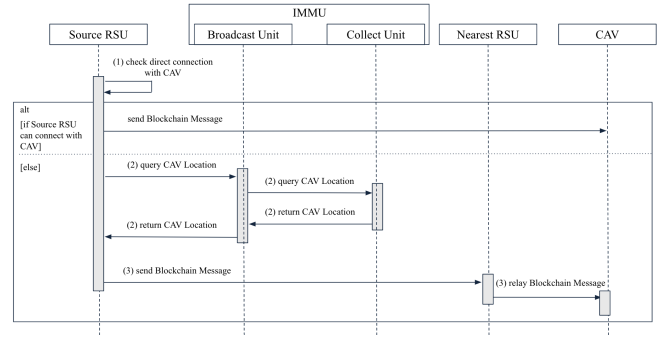 IMMU
Source RSU
Broadcast Unit
Collect Unit
Nearest RSU
CAV
(1) check direct connection
with CAV
alt
[if Source RSU
can connect with
CAV]
send Blockchain Message
[else]
(2) query CAV Location
(2) query CAV Location
(2) return CAV Location
(2) return CAV Location
(3) send Blockchain Message
(3) relay Blockchain Message